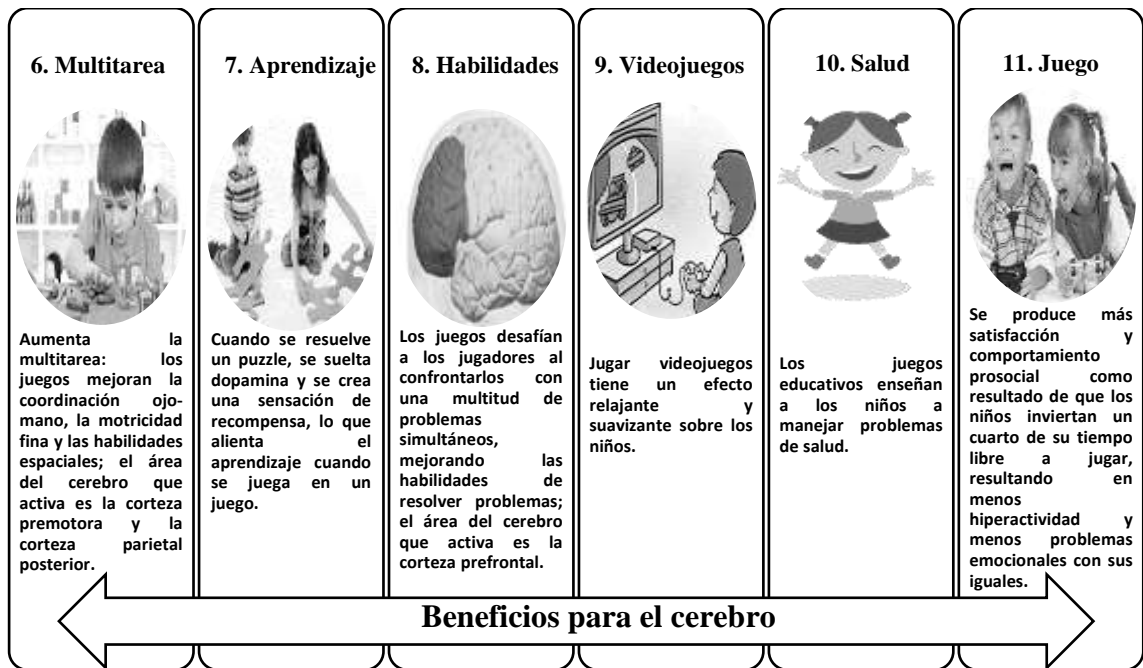 6. Multitarea
Aumenta la
multitarea: los
juegos mejoran la
coordinación ojo-
mano, la motricidad
fina y las habilidades
espaciales; el área
del cerebro que
activa es la corteza
premotora y la
corteza parietal
posterior.
7. Aprendizaje
Cuando se resuelve
un puzzle, se suelta
dopamina y se crea
una sensación de
recompensa, lo que
alienta el
aprendizaje cuando
se juega en un
juego.
8. Habilidades
Los juegos desafían
a los jugadores al
confrontarlos con
una multitud de
problemas
simultáneos,
mejorando las
habilidades de
resolver problemas;
el área del cerebro
que activa es la
corteza prefrontal.
9. Videojuegos
Jugar videojuegos
tiene un efecto
relajante y
suavizante sobre los
niños.
10. Salud
Los juegos
educativos enseñan
a los niños a
manejar problemas
de salud.
11. Juego
Se produce más
satisfacción y
comportamiento
prosocial como
resultado de que los
niños inviertan un
cuarto de su tiempo
libre a jugar,
resultando en
menos
hiperactividad y
menos problemas
emocionales con sus
iguales.
Beneficios para el cerebro